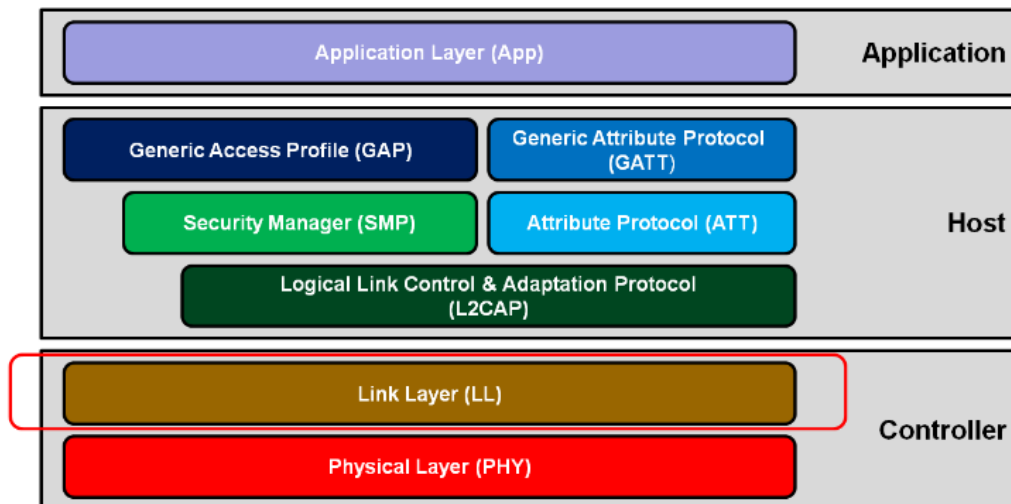 Application Layer (App)
Application
Generic Access Profile (GAP)
Generic Attribute Protocol
(GATT)
Security Manager (SMP)
Attribute Protocol (ATT)
Host
Logical Link Control & Adaptation Protocol
(L2CAP)
Link Layer (LL)
Controller
Physical Layer (PHY)